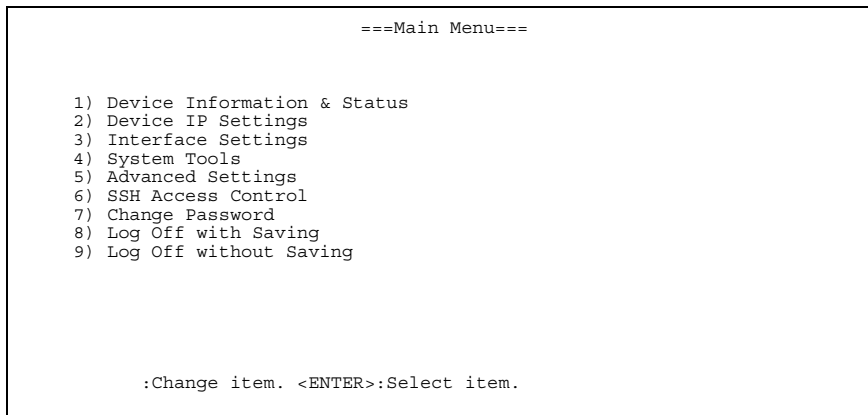 ===Main Menu===
1) Device Information & Status
2) Device IP Settings
3) Interface Settings
4) System Tools
5) Advanced Settings
6) SSH Access Control
7) Change Password
8) Log Off with Saving
9) Log Off without Saving
:Change item. <ENTER>:Select item.